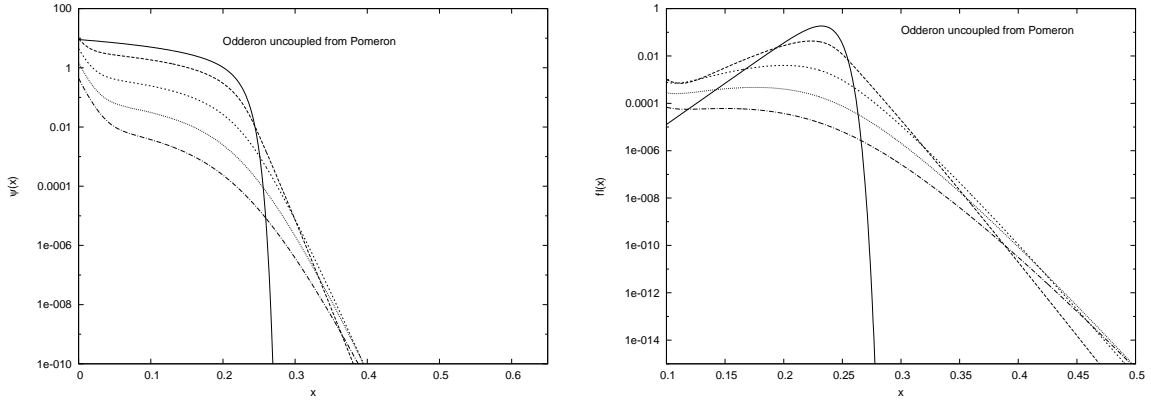 100
1
0.01
0.0001
1e-006
1e-008
1e-010
0
0.1
0.2
0.3
0.4
0.5
0.6
x
ψ(x)
Odderon uncoupled from Pomeron
1
0.01
0.0001
1e-006
1e-008
1e-010
1e-012
1e-014
0.1
0.15
0.2
0.25
0.3
0.35
0.4
0.45
0.5
x
fI(x)
Odderon uncoupled from Pomeron